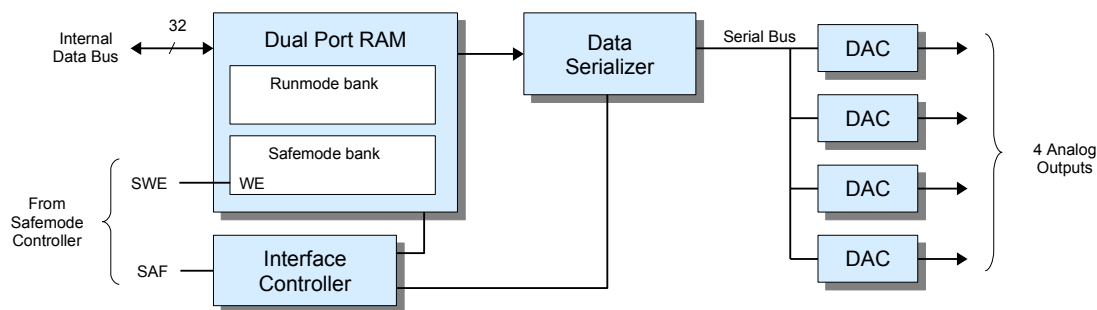 Internal
Data Bus
32
Dual Port RAM
Runmode bank
Safemode bank
WE
From
Safemode
Controller
SWE
SAF
Interface
Controller
Data
Serializer
Serial Bus
DAC
DAC
DAC
DAC
4 Analog
Outputs